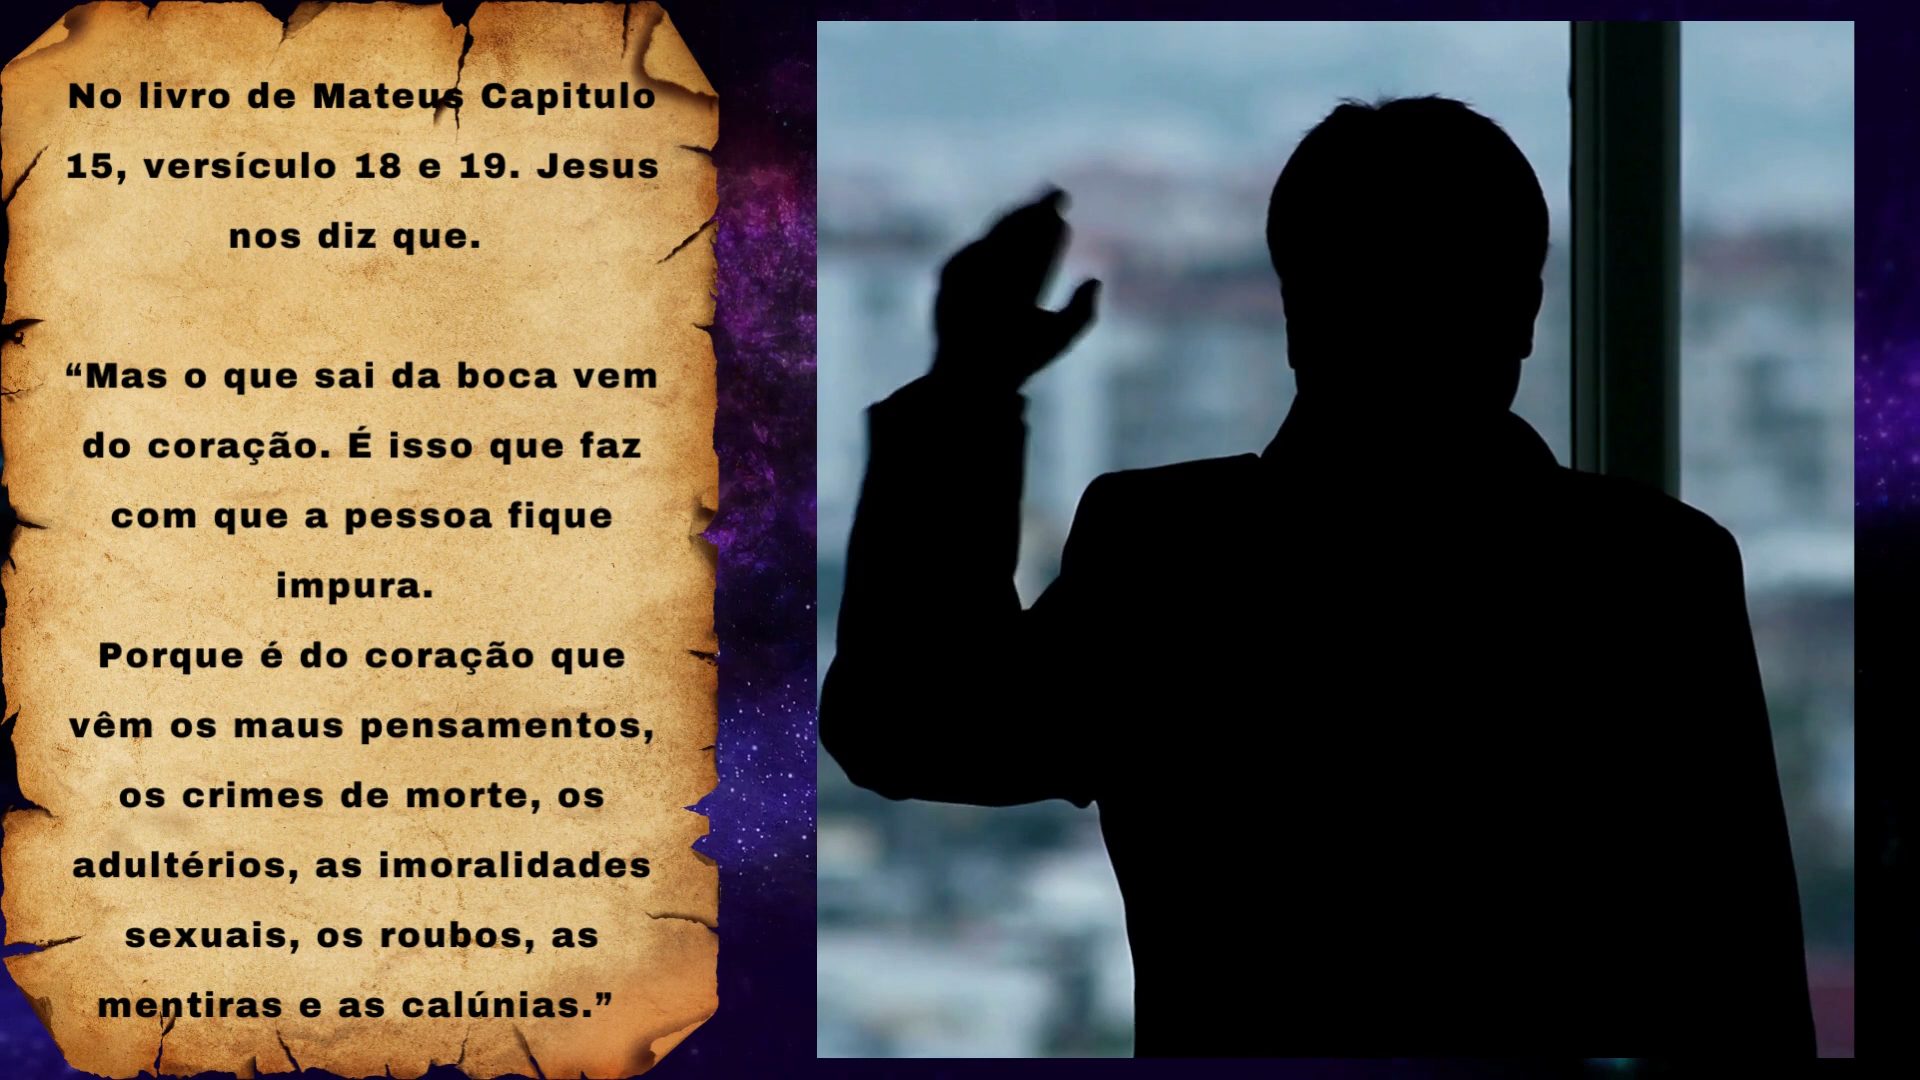 No livro de Mateus Capitulo
15, versículo 18 e 19. Jesus
nos diz que.
“Mas o que sai da boca vem
do coração. É isso que faz
com que a pessoa fique
impura.
Porque é do coração que
vêm os maus pensamentos,
os crimes de morte, os
adultérios, as imoralidades
sexuais, os roubos, as
mentiras e as calúnias.”